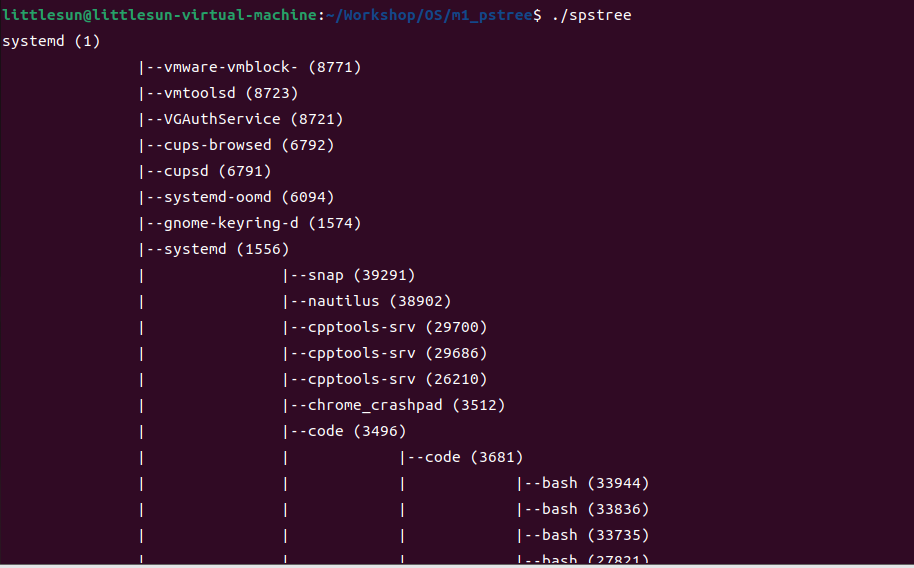 littlesun@littlesun-virtual-machine:~/Workshop/OS/m1_pstree$ ./spstree
systemd (1)
|--vmware-vmblock- (8771)
|--vmtoolsd (8723)
|--VGAuthService (8721)
|--cups-browsed (6792)
|--cupsd (6791)
|--systemd-oomd (6094)
|--gnome-keyring-d (1574)
|--systemd (1556)
| |--snap (39291)
| |--nautilus (38902)
| |--cpptools-srv (29700)
| |--cpptools-srv (29686)
| |--cpptools-srv (26210)
| |--chrome_crashpad (3512)
| |--code (3496)
| | |--code (3681)
| | | |--bash (33944)
| | | |--bash (33836)
| | | |--bash (33735)
| | | |--bash (27821)